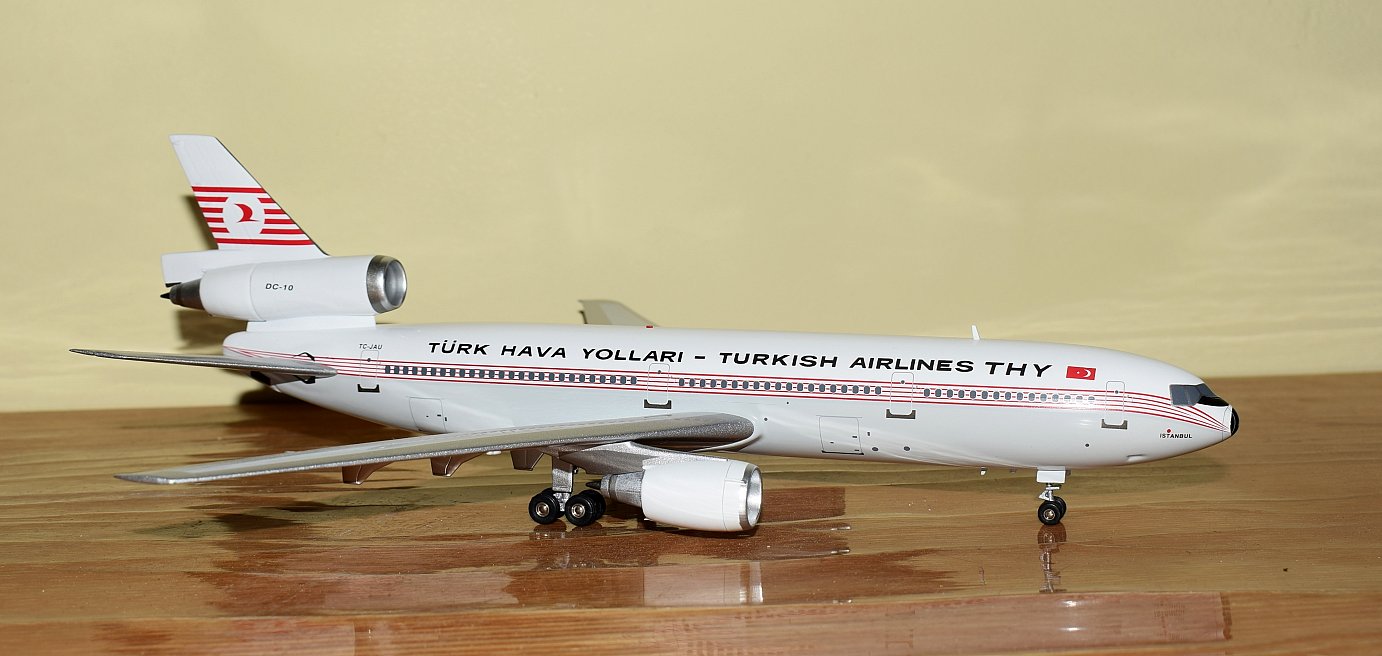 DC-10
TC-JAU
TÜRK HAVA YOLLARI - TURKISH AIRLINES THY
İSTANBUL